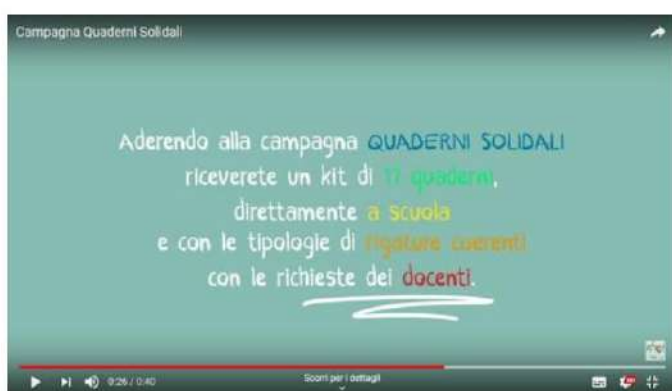 Campagna Quaderni Solidali
Aderendo alla campagna QUADERNI SOLIDALI
riceverete un kit di 17 quaderni,
direttamente a scuola
e con le tipologie di rigature coerenti
con le richieste dei docenti.
0:26 / 0:40
Scorri per i dettagli